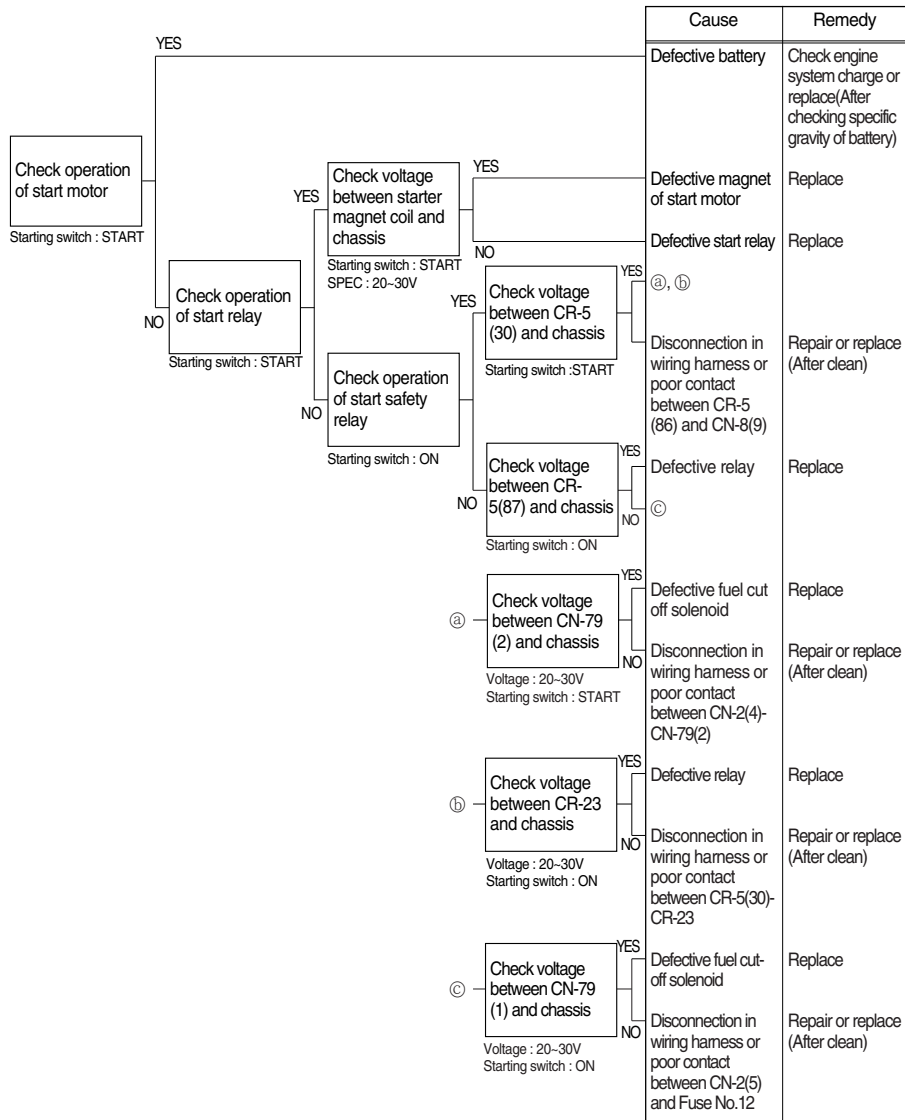 Cause
Remedy
YES
Defective battery
Check engine
system charge or
replace(After
checking specific
gravity of battery)
Check operation
of start motor
Starting switch : START
YES
Check voltage
between starter
magnet coil and
chassis
Starting switch : START
SPEC : 20~30V
YES
Defective magnet
of start motor
Replace
NO
Defective start relay
Replace
NO
Check operation
of start relay
Starting switch : START
YES
Check voltage
between CR-5
(30) and chassis
Starting switch :START
YES
ⓐ, ⓑ
Disconnection in
wiring harness or
poor contact
between CR-5
(86) and CN-8(9)
Repair or replace
(After clean)
NO
Check operation
of start safety
relay
Starting switch : ON
NO
Check voltage
between CR-
5(87) and chassis
Starting switch : ON
YES
Defective relay
Replace
NO
ⓒ
ⓐ
Check voltage
between CN-79
(2) and chassis
Voltage : 20~30V
Starting switch : START
YES
Defective fuel cut
off solenoid
Replace
NO
Disconnection in
wiring harness or
poor contact
between CN-2(4)-
CN-79(2)
Repair or replace
(After clean)
ⓑ
Check voltage
between CR-23
and chassis
Voltage : 20~30V
Starting switch : ON
YES
Defective relay
Replace
NO
Disconnection in
wiring harness or
poor contact
between CR-5(30)-
CR-23
Repair or replace
(After clean)
ⓒ
Check voltage
between CN-79
(1) and chassis
Voltage : 20~30V
Starting switch : ON
YES
Defective fuel cut-
off solenoid
Replace
NO
Disconnection in
wiring harness or
poor contact
between CN-2(5)
and Fuse No.12
Repair or replace
(After clean)